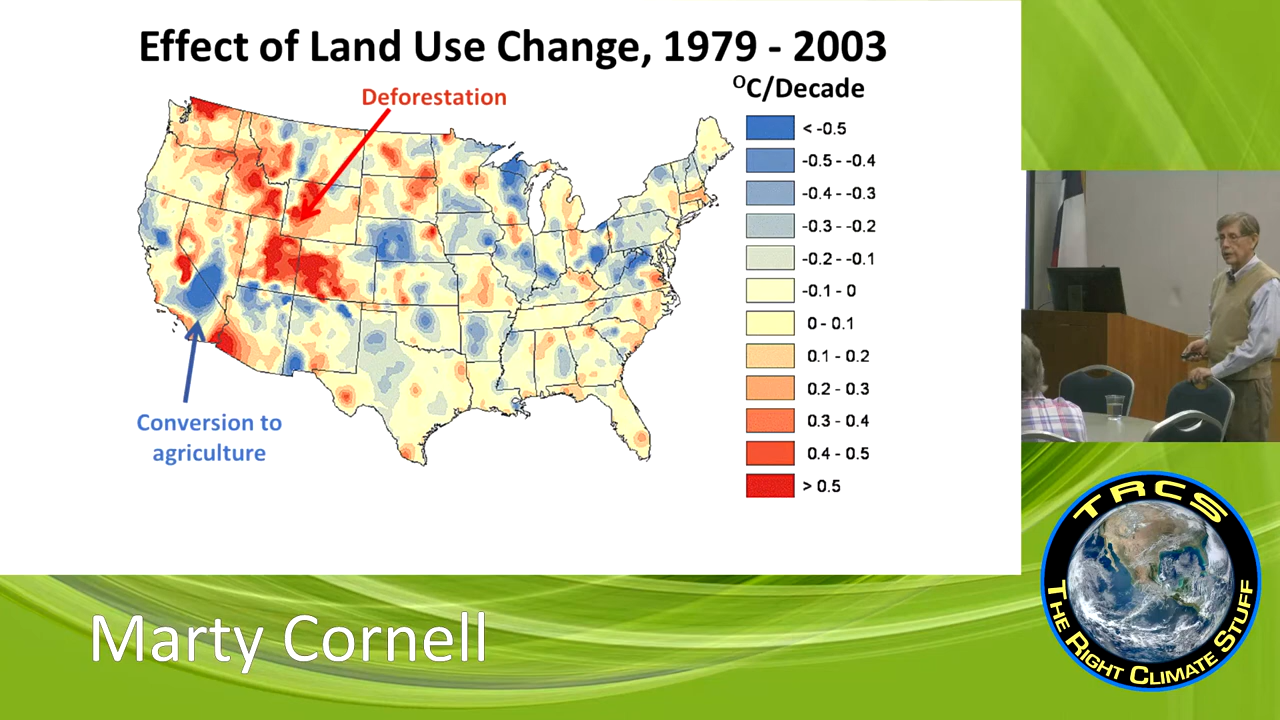 Effect of Land Use Change, 1979 - 2003
Deforestation
OC/Decade
< -0.5
-0.5 - -0.4
-0.4 - -0.3
-0.3 - -0.2
-0.2 - -0.1
-0.1 - 0
0 - 0.1
0.1 - 0.2
0.2 - 0.3
0.3 - 0.4
0.4 - 0.5
> 0.5
Conversion to
agriculture
Marty Cornell
TRCS
THE RIGHT CLIMATE STUFF